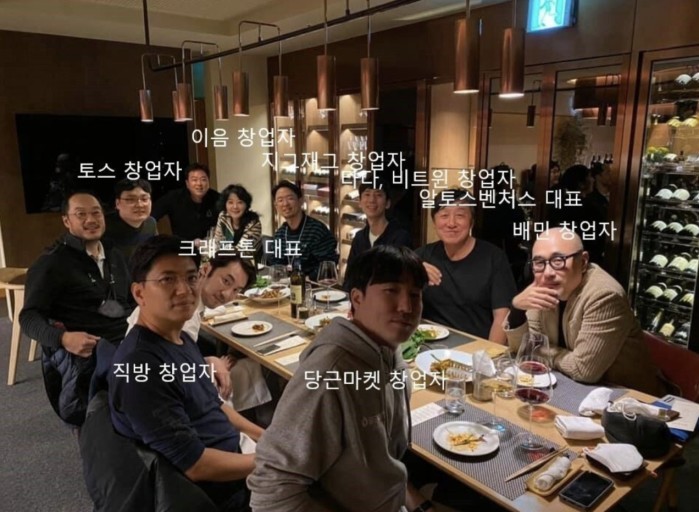 이음 창업자
지그재그 창업자
토스 창업자
타다, 비트윈 창업자
알토스벤처스 대표
배민 창업자
크래프톤 대표
직방 창업자
당근마켓 창업자